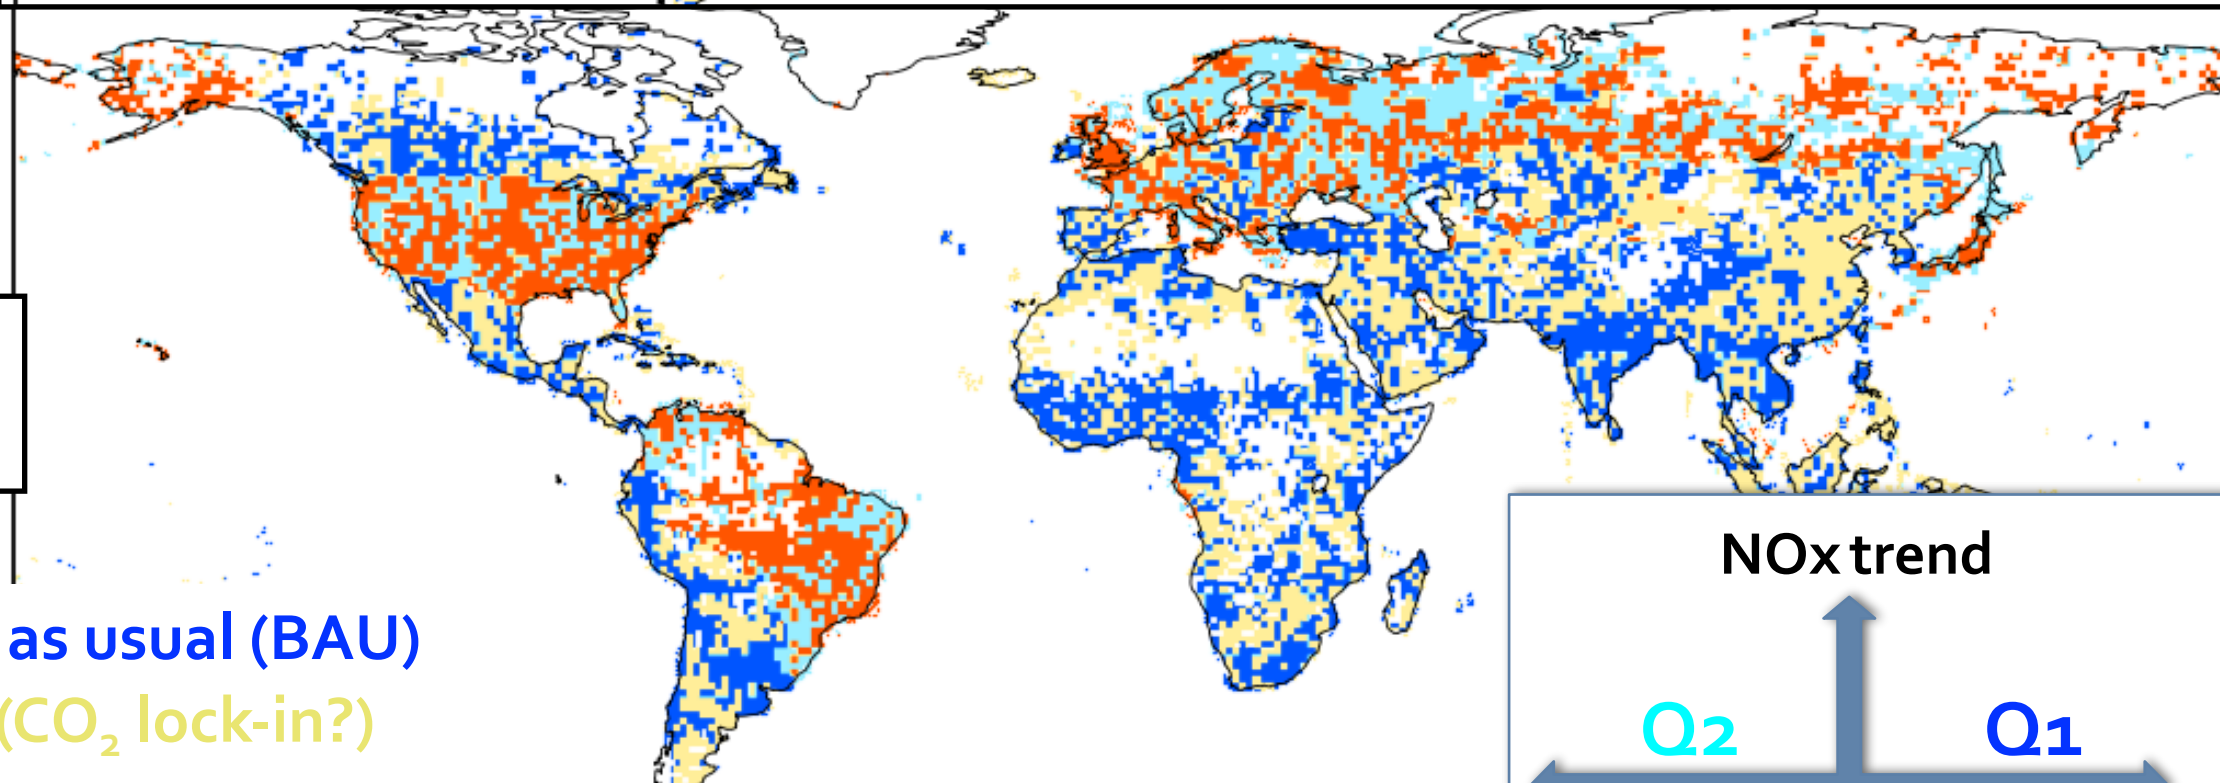 as usual (BAU)
(CO₂ lock-in?)
NOx trend
Q2 Q1